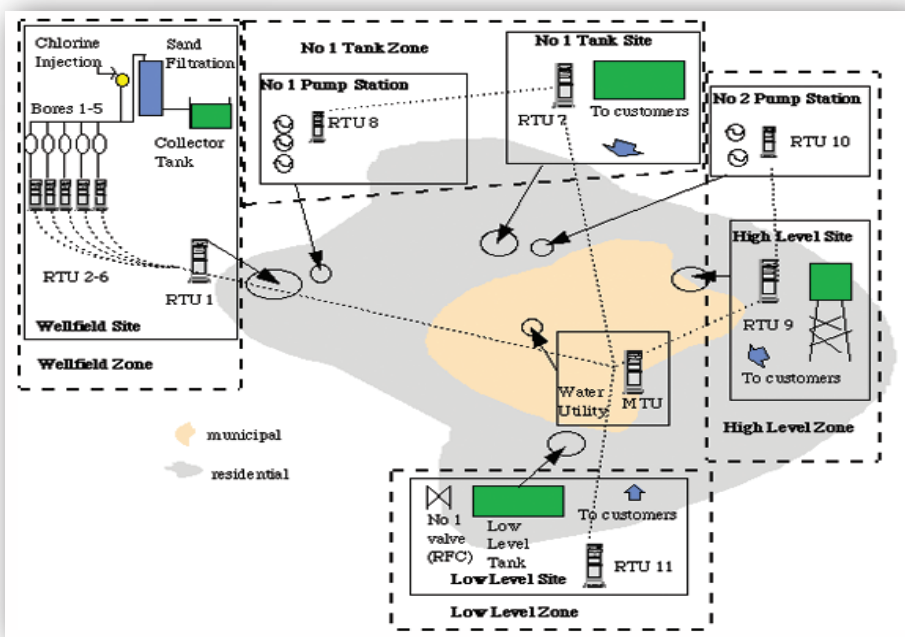 Chlorine
Injection
Sand
Filtration
Bores 1-5
Collector
Tank
RTU 2-6
RTU 1
Wellfield Site
Wellfield Zone
No 1 Tank Zone
No 1 Pump Station
RTU 8
No 1 Tank Site
RTU 7
To customers
No 2 Pump Station
RTU 10
High Level Site
RTU 9
To customers
High Level Zone
Water
Utility
MTU
municipal
residential
No 1
valve
(RFC)
Low
Level
Tank
To customers
RTU 11
Low Level Site
Low Level Zone